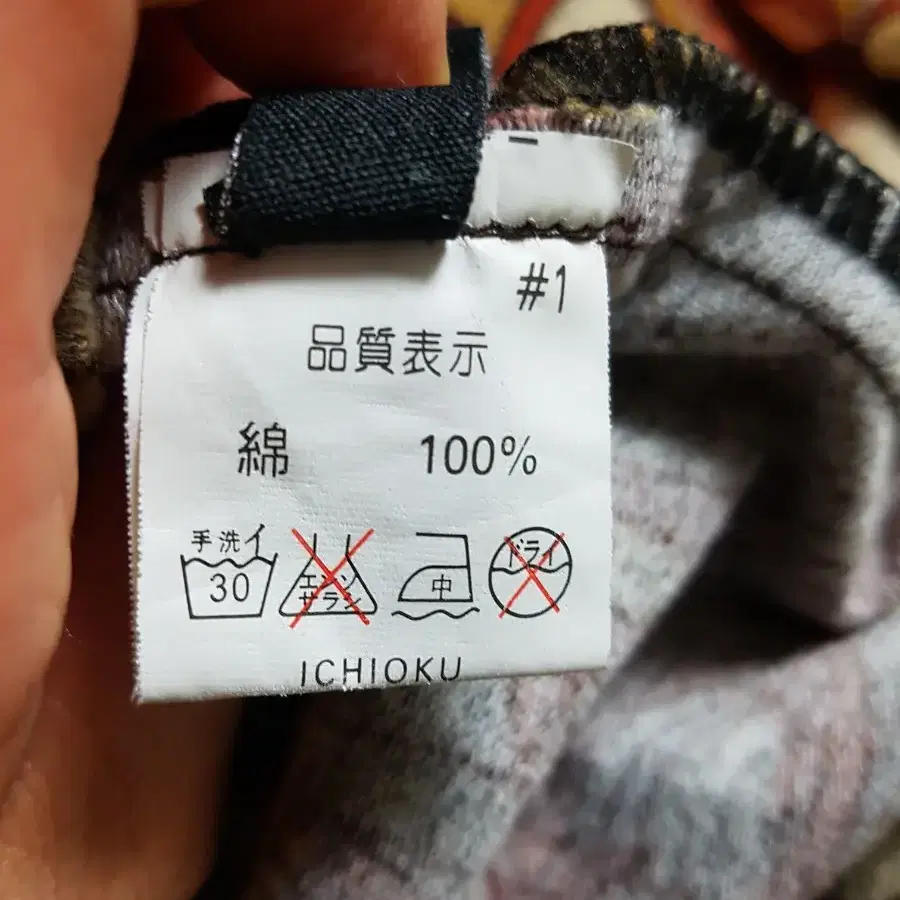 #1
品質表示
綿 100%
手洗イ
30
エンソ
サラシ
中
ドライ
ICHIOKU